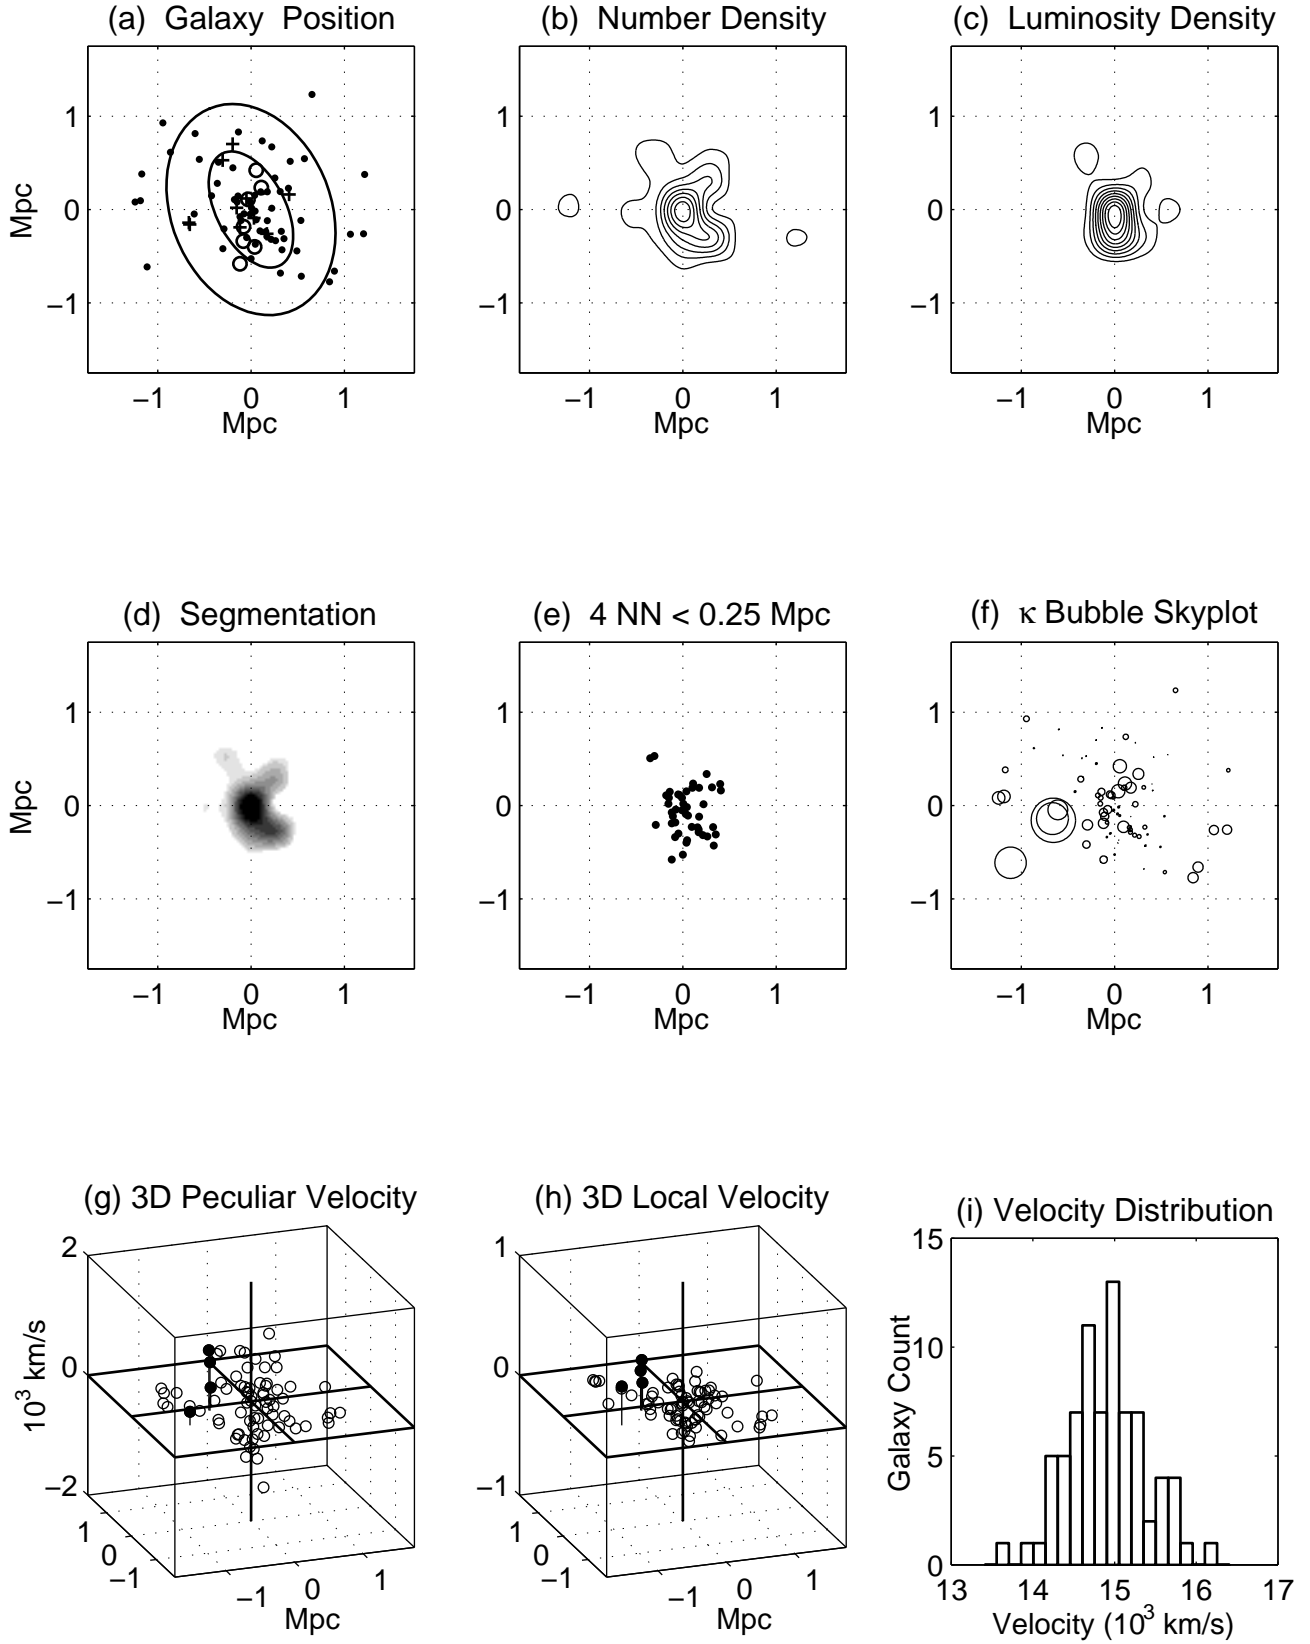 (a) Galaxy Position
(b) Number Density
(c) Luminosity Density
1
0
−1
Mpc
−1 0 1
Mpc
1
0
−1
−1 0 1
Mpc
1
0
−1
−1 0 1
Mpc
(d) Segmentation
(e) 4 NN < 0.25 Mpc
(f) κ Bubble Skyplot
1
0
−1
Mpc
−1 0 1
Mpc
1
0
−1
−1 0 1
Mpc
1
0
−1
−1 0 1
Mpc
(g) 3D Peculiar Velocity
(h) 3D Local Velocity
(i) Velocity Distribution
2
0
−2
10³ km/s
1
0
−1
−1 0 1
Mpc
1
0
−1
1
0
−1
−1 0 1
Mpc
15
10
5
0
Galaxy Count
13 14 15 16 17
Velocity (10³ km/s)